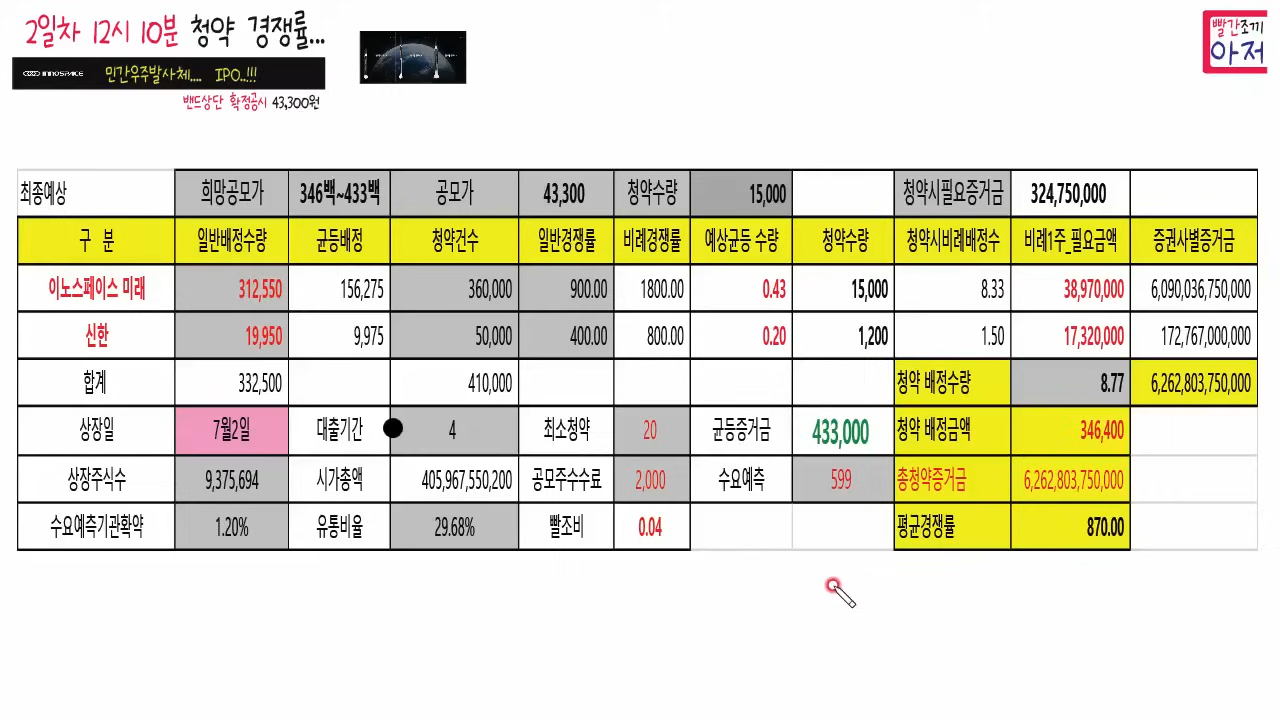 2일차 12시 10분 청약 경쟁률...
INNOSPACE 민간우주발사체.... IPO..!!!
밴드상단 확정공시 43,300원
빨간조끼
아저
최종예상 희망공모가 346백~433백 공모가 43,300 청약수량 15,000 청약시필요증거금 324,750,000
구 분 일반배정수량 균등배정 청약건수 일반경쟁률 비례경쟁률 예상균등 수량 청약수량 청약시비례배정수 비례1주_필요금액 증권사별증거금
이노스페이스 미래 312,550 156,275 360,000 900.00 1800.00 0.43 15,000 8.33 38,970,000 6,090,036,750,000
신한 19,950 9,975 50,000 400.00 800.00 0.20 1,200 1.50 17,320,000 172,767,000,000
합계 332,500 410,000 청약 배정수량 8.77 6,262,803,750,000
상장일 7월2일 대출기간 4 최소청약 20 균등증거금 433,000 청약 배정금액 346,400
상장주식수 9,375,694 시가총액 405,967,550,200 공모주수수료 2,000 수요예측 599 총청약증거금 6,262,803,750,000
수요예측기관확약 1.20% 유통비율 29.68% 빨조비 0.04 평균경쟁률 870.00